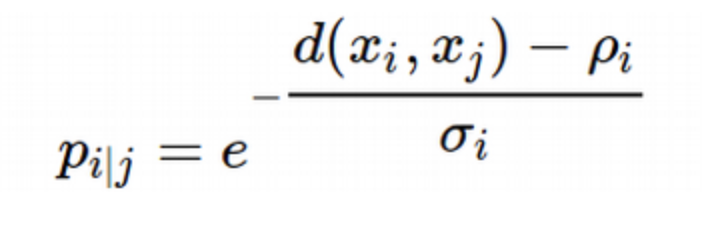 p_{i|j} = e^{-\frac{d(x_i, x_j) - \rho_i}{\sigma_i}}